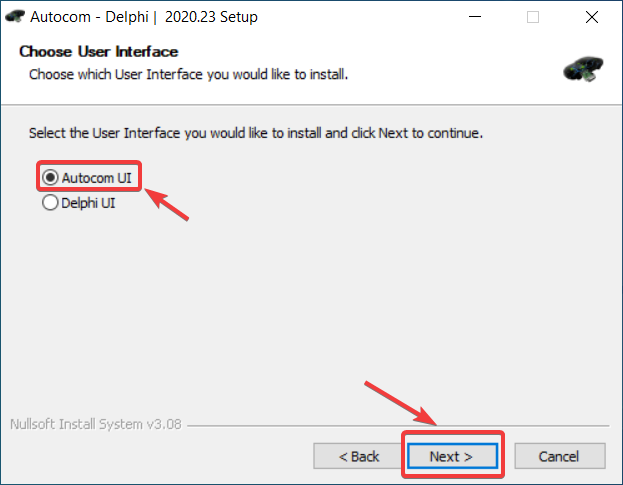 Autocom - Delphi | 2020.23 Setup
Choose User Interface
Choose which User Interface you would like to install.
Select the User Interface you would like to install and click Next to continue.
Autocom UI
Delphi UI
Nullsoft Install System v3.08
< Back
Next >
Cancel